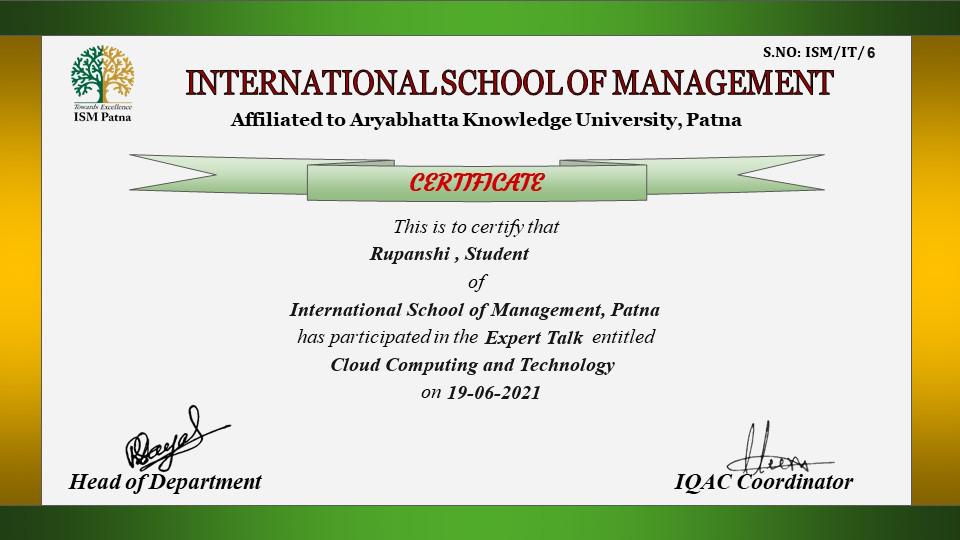 S.NO: ISM/IT/ 6
Towards Excellence
ISM Patna
INTERNATIONAL SCHOOL OF MANAGEMENT
Affiliated to Aryabhatta Knowledge University, Patna
CERTIFICATE
This is to certify that
Rupanshi , Student
of
International School of Management, Patna
has participated in the Expert Talk entitled
Cloud Computing and Technology
on 19-06-2021
Head of Department
IQAC Coordinator